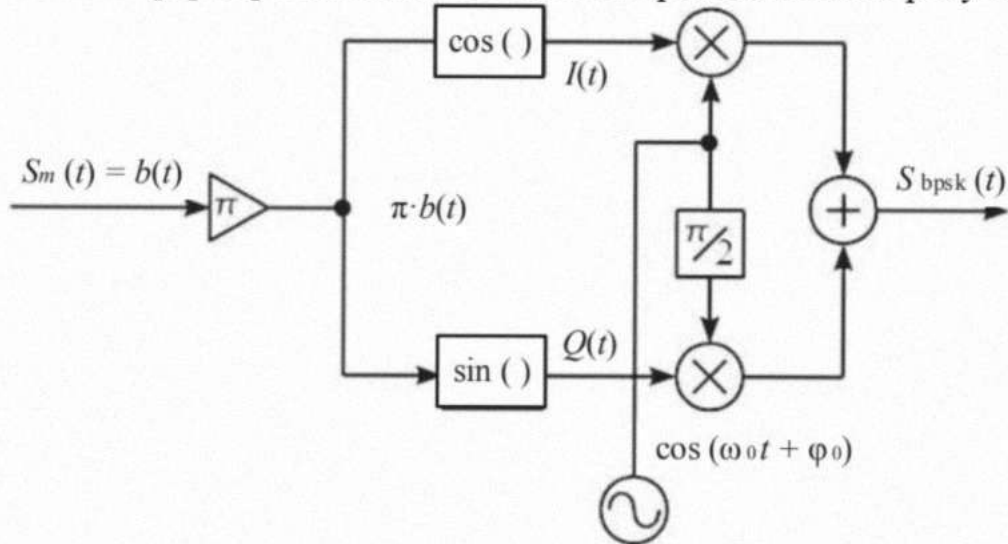 cos ( )
I(t)
Sm (t) = b(t)
π
π·b(t)
S bpsk (t)
π/2
Q(t)
sin ( )
cos (ω0t + φ0)